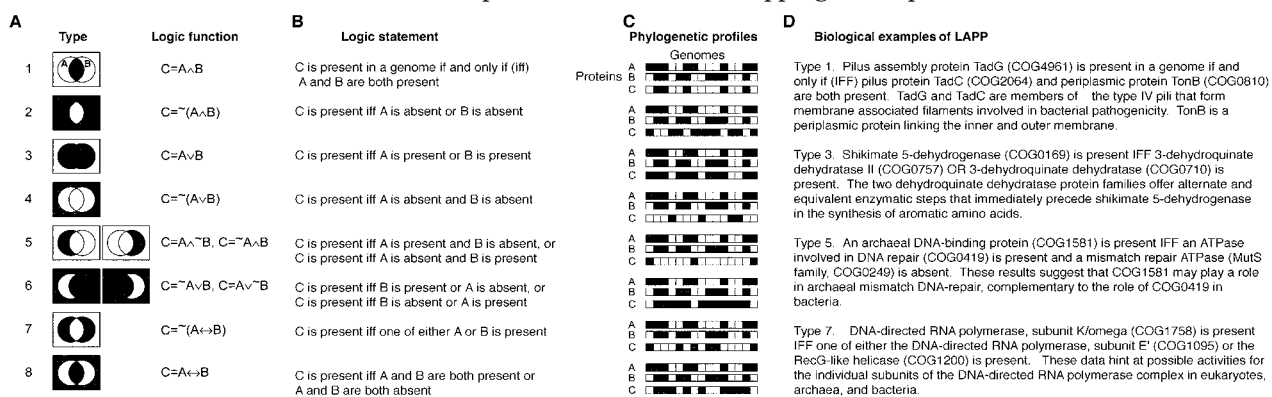 A
Type
Logic function
B
Logic statement
C
Phylogenetic profiles
Genomes
Proteins
D
Biological examples of LAPP
1
A B
C=A∧B
C is present in a genome if and only if (iff)
A and B are both present
A
B
C
2
C=~(A∧B)
C is present iff A is absent or B is absent
A
B
C
3
C=A∨B
C is present iff A is present or B is present
A
B
C
4
C=~(A∨B)
C is present iff A is absent and B is absent
A
B
C
5
C=A∧~B, C=~A∧B
C is present iff A is present and B is absent, or
C is present iff A is absent and B is present
A
B
C
6
C=~A∨B, C=A∨~B
C is present iff B is present or A is absent, or
C is present iff B is absent or A is present
A
B
C
7
C=~(A↔B)
C is present iff one of either A or B is present
A
B
C
8
C=A↔B
C is present iff A and B are both present or
A and B are both absent
A
B
C
Type 1. Pilus assembly protein TadG (COG4961) is present in a genome if and
only if (IFF) pilus protein TadC (COG2064) and periplasmic protein TonB (COG0810)
are both present. TadG and TadC are members of the type IV pili that form
membrane associated filaments involved in bacterial pathogenicity. TonB is a
periplasmic protein linking the inner and outer membrane.
Type 3. Shikimate 5-dehydrogenase (COG0169) is present IFF 3-dehydroquinate
dehydratase II (COG0757) OR 3-dehydroquinate dehydratase (COG0710) is
present. The two dehydroquinate dehydratase protein families offer alternate and
equivalent enzymatic steps that immediately precede shikimate 5-dehydrogenase
in the synthesis of aromatic amino acids.
Type 5. An archaeal DNA-binding protein (COG1581) is present IFF an ATPase
involved in DNA repair (COG0419) is present and a mismatch repair ATPase (MutS
family, COG0249) is absent. These results suggest that COG1581 may play a role
in archaeal mismatch DNA-repair, complementary to the role of COG0419 in
bacteria.
Type 7. DNA-directed RNA polymerase, subunit K/omega (COG1758) is present
IFF one of either the DNA-directed RNA polymerase, subunit E' (COG1095) or the
RecG-like helicase (COG1200) is present. These data hint at possible activities for
the individual subunits of the DNA-directed RNA polymerase complex in eukaryotes,
archaea, and bacteria.